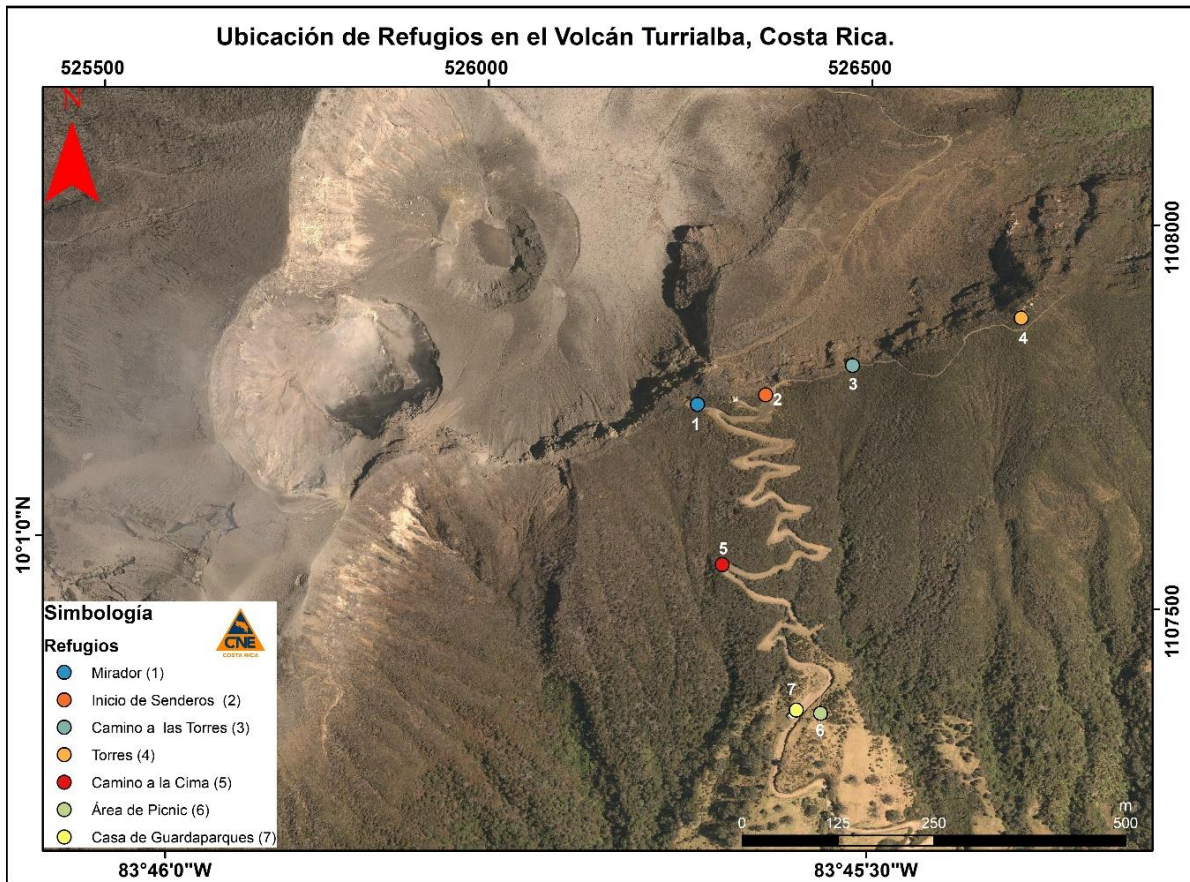 Ubicación de Refugios en el Volcán Turrialba, Costa Rica.
525500 526000 526500
N
1108000
10°1'0"N
1107500
1
2
3
4
5
7
6
Simbología
CNE
COSTA RICA
Refugios
Mirador (1)
Inicio de Senderos (2)
Camino a las Torres (3)
Torres (4)
Camino a la Cima (5)
Área de Picnic (6)
Casa de Guardaparques (7)
m
0 125 250 500
83°46'0"W 83°45'30"W